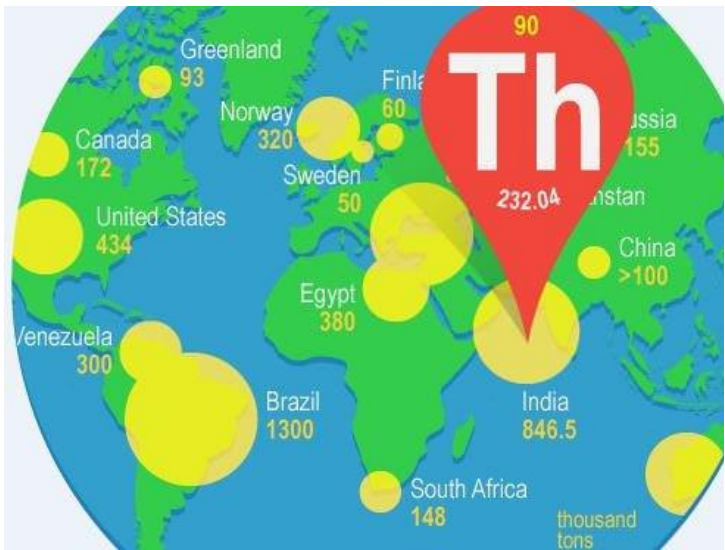 90
Th
232.04
Greenland
93
Norway
320
60
Canada
172
155
Sweden
50
United States
434
China
>100
Egypt
380
300
Brazil
1300
India
846.5
South Africa
148
thousand
tons